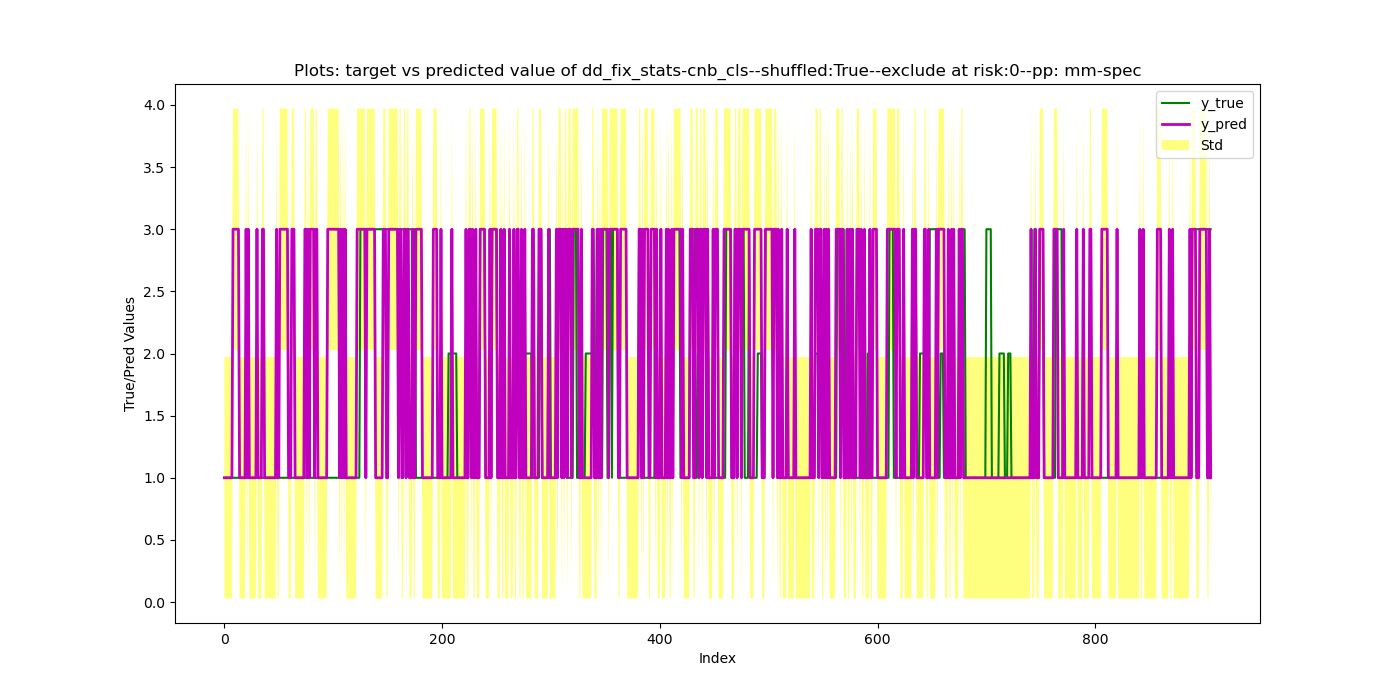 Plots: target vs predicted value of dd_fix_stats-cnb_cls--shuffled:True--exclude at risk:0--pp: mm-spec
y_true
y_pred
Std
True/Pred Values
4.0
3.5
3.0
2.5
2.0
1.5
1.0
0.5
0.0
0 200 400 600 800
Index